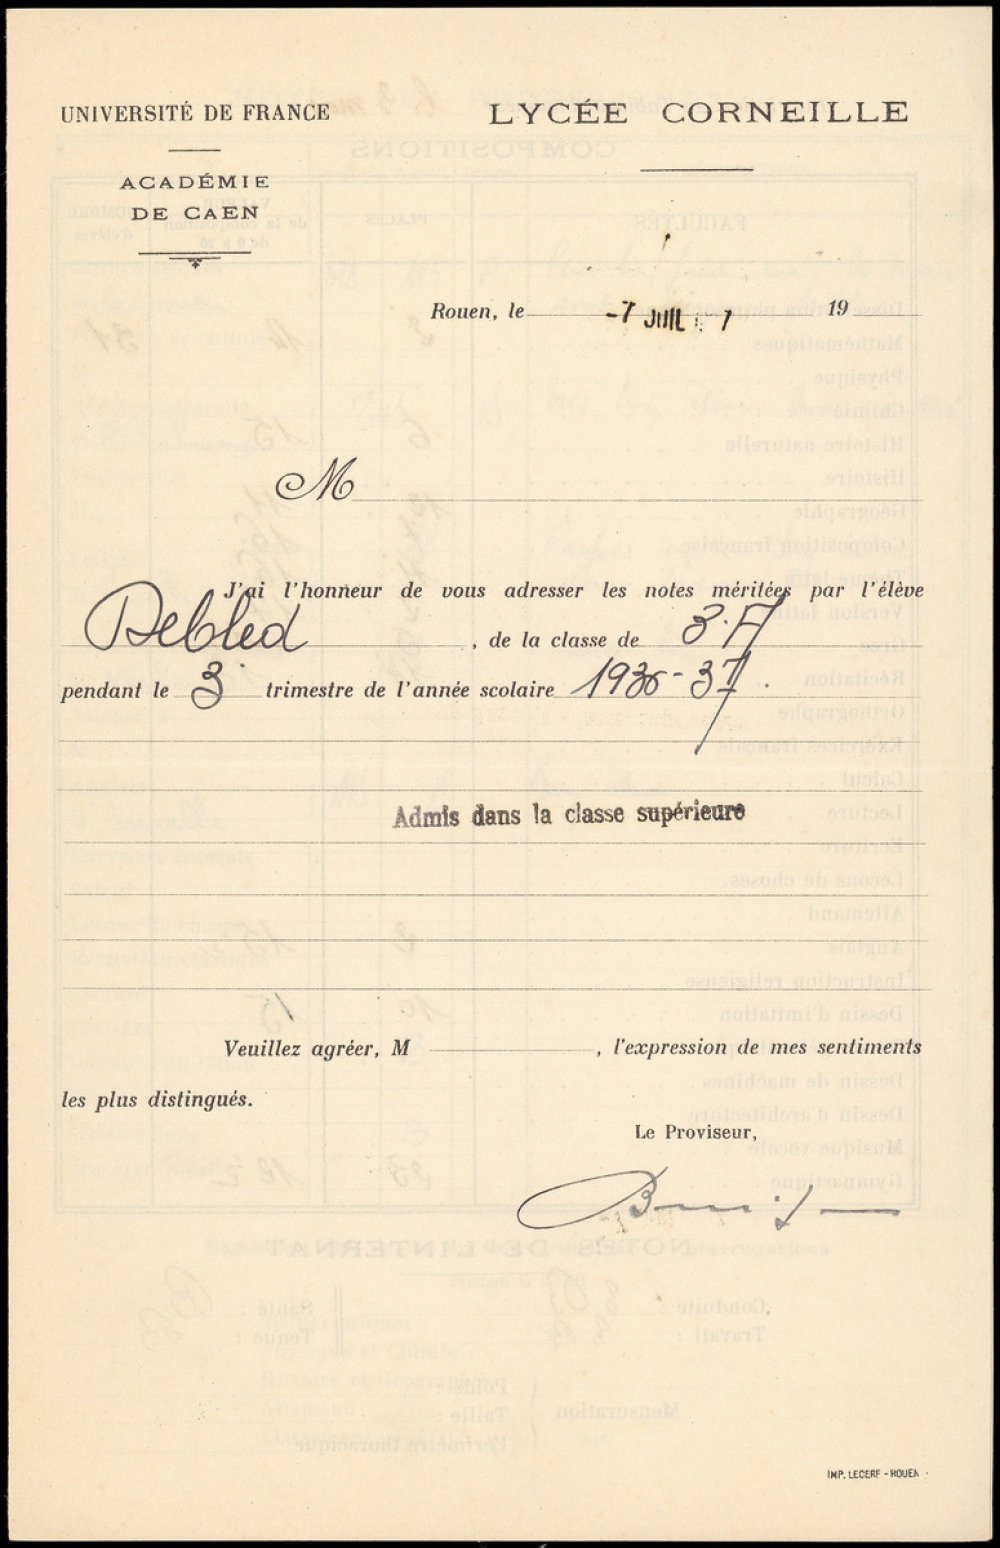 UNIVERSITÉ DE FRANCE
ACADÉMIE
DE CAEN
LYCÉE CORNEILLE
Rouen, le -7 JUIL 7 19
M
J'ai l'honneur de vous adresser les notes méritées par l'élève
Debled, de la classe de 3.A
pendant le 3 trimestre de l'année scolaire 1936-37.
Admis dans la classe supérieure
Veuillez agréer, M , l'expression de mes sentiments
les plus distingués.
Le Proviseur,
IMP. LECERF - ROUEN